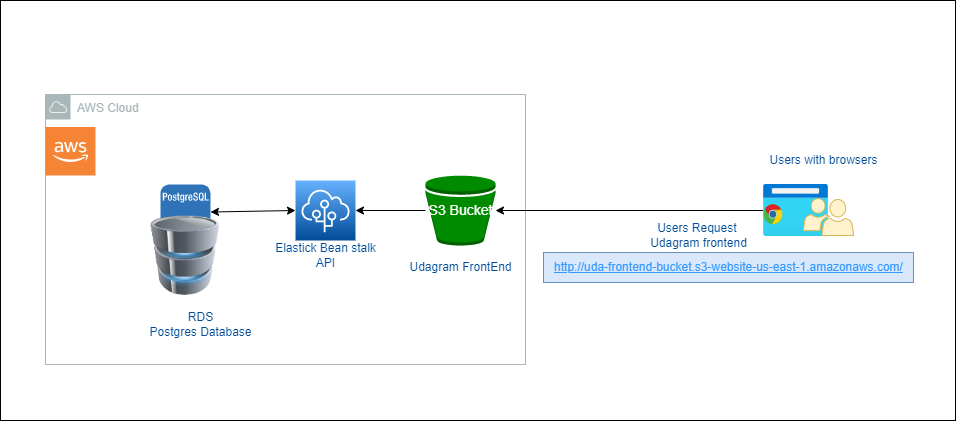 AWS Cloud
aws
Users with browsers
PostgreSQL
S3 Bucket
Users Request
Udagram frontend
Elastick Bean stalk
API
Udagram FrontEnd
http://uda-frontend-bucket.s3-website-us-east-1.amazonaws.com/
RDS
Postgres Database